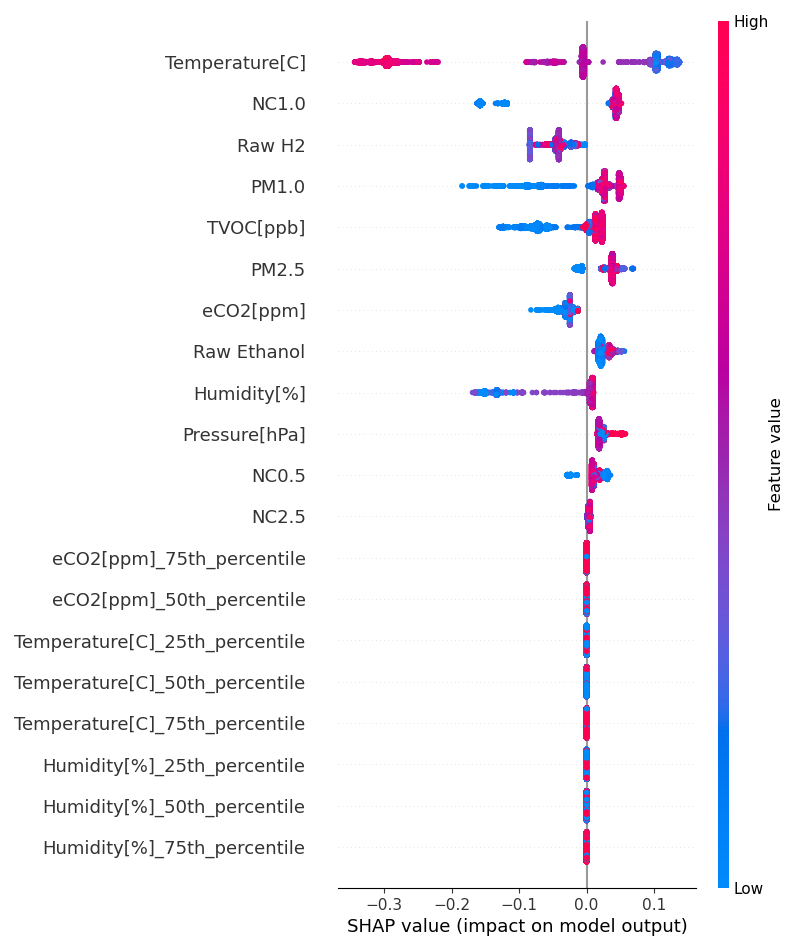 High
Temperature[C]
NC1.0
Raw H2
PM1.0
TVOC[ppb]
PM2.5
eCO2[ppm]
Raw Ethanol
Humidity[%]
Pressure[hPa]
NC0.5
NC2.5
eCO2[ppm]_75th_percentile
eCO2[ppm]_50th_percentile
Temperature[C]_25th_percentile
Temperature[C]_50th_percentile
Temperature[C]_75th_percentile
Humidity[%]_25th_percentile
Humidity[%]_50th_percentile
Humidity[%]_75th_percentile
Feature value
Low
−0.3 −0.2 −0.1 0.0 0.1
SHAP value (impact on model output)